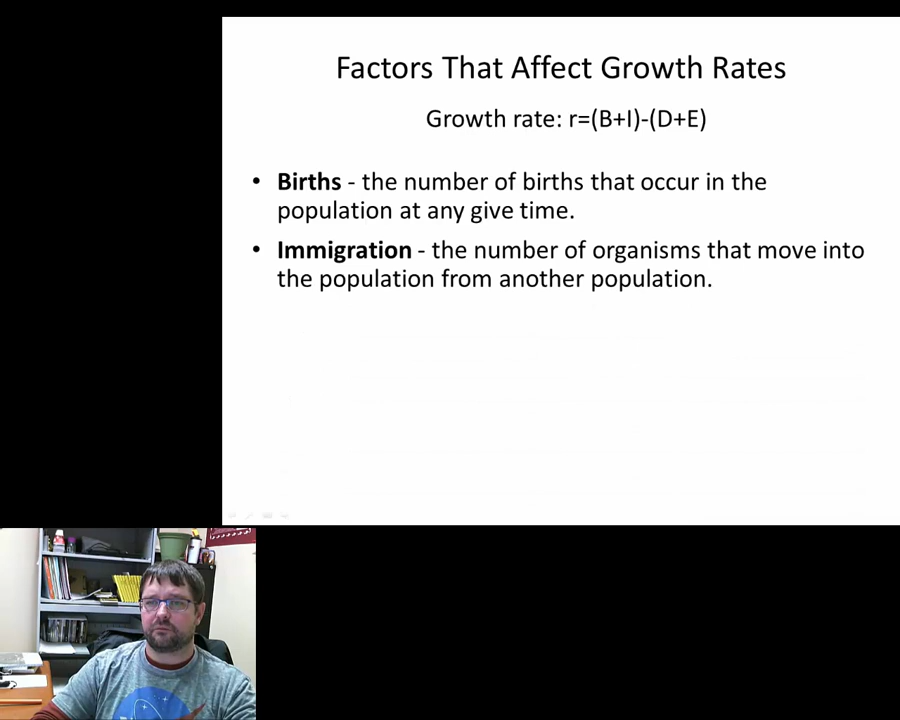 Factors That Affect Growth Rates
Growth rate: r=(B+I)-(D+E)
• Births - the number of births that occur in the
population at any give time.
• Immigration - the number of organisms that move into
the population from another population.